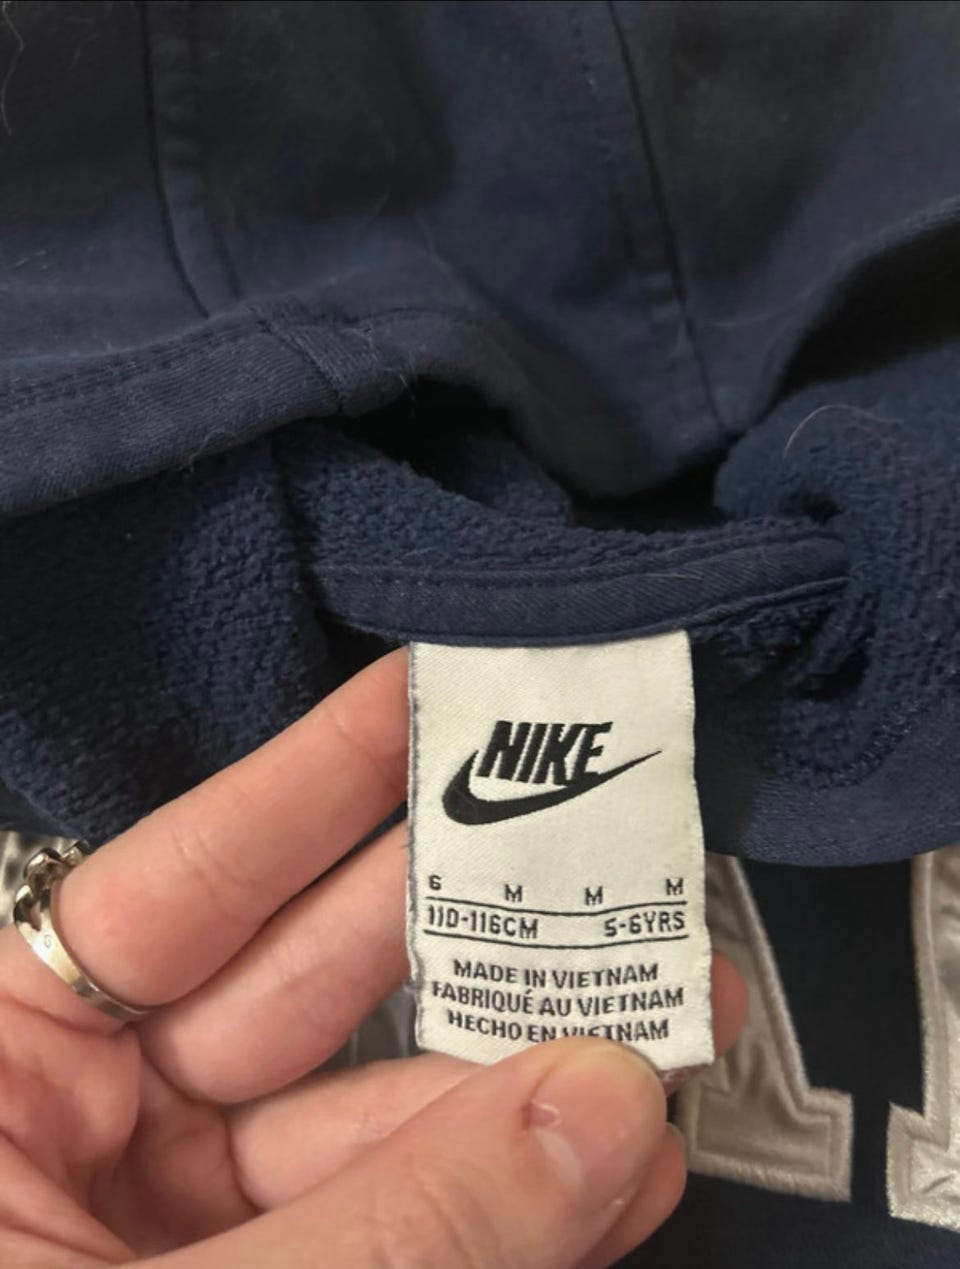 NIKE
6 M M M
110-116CM 5-6YRS
MADE IN VIETNAM
FABRIQUÉ AU VIETNAM
HECHO EN VIETNAM